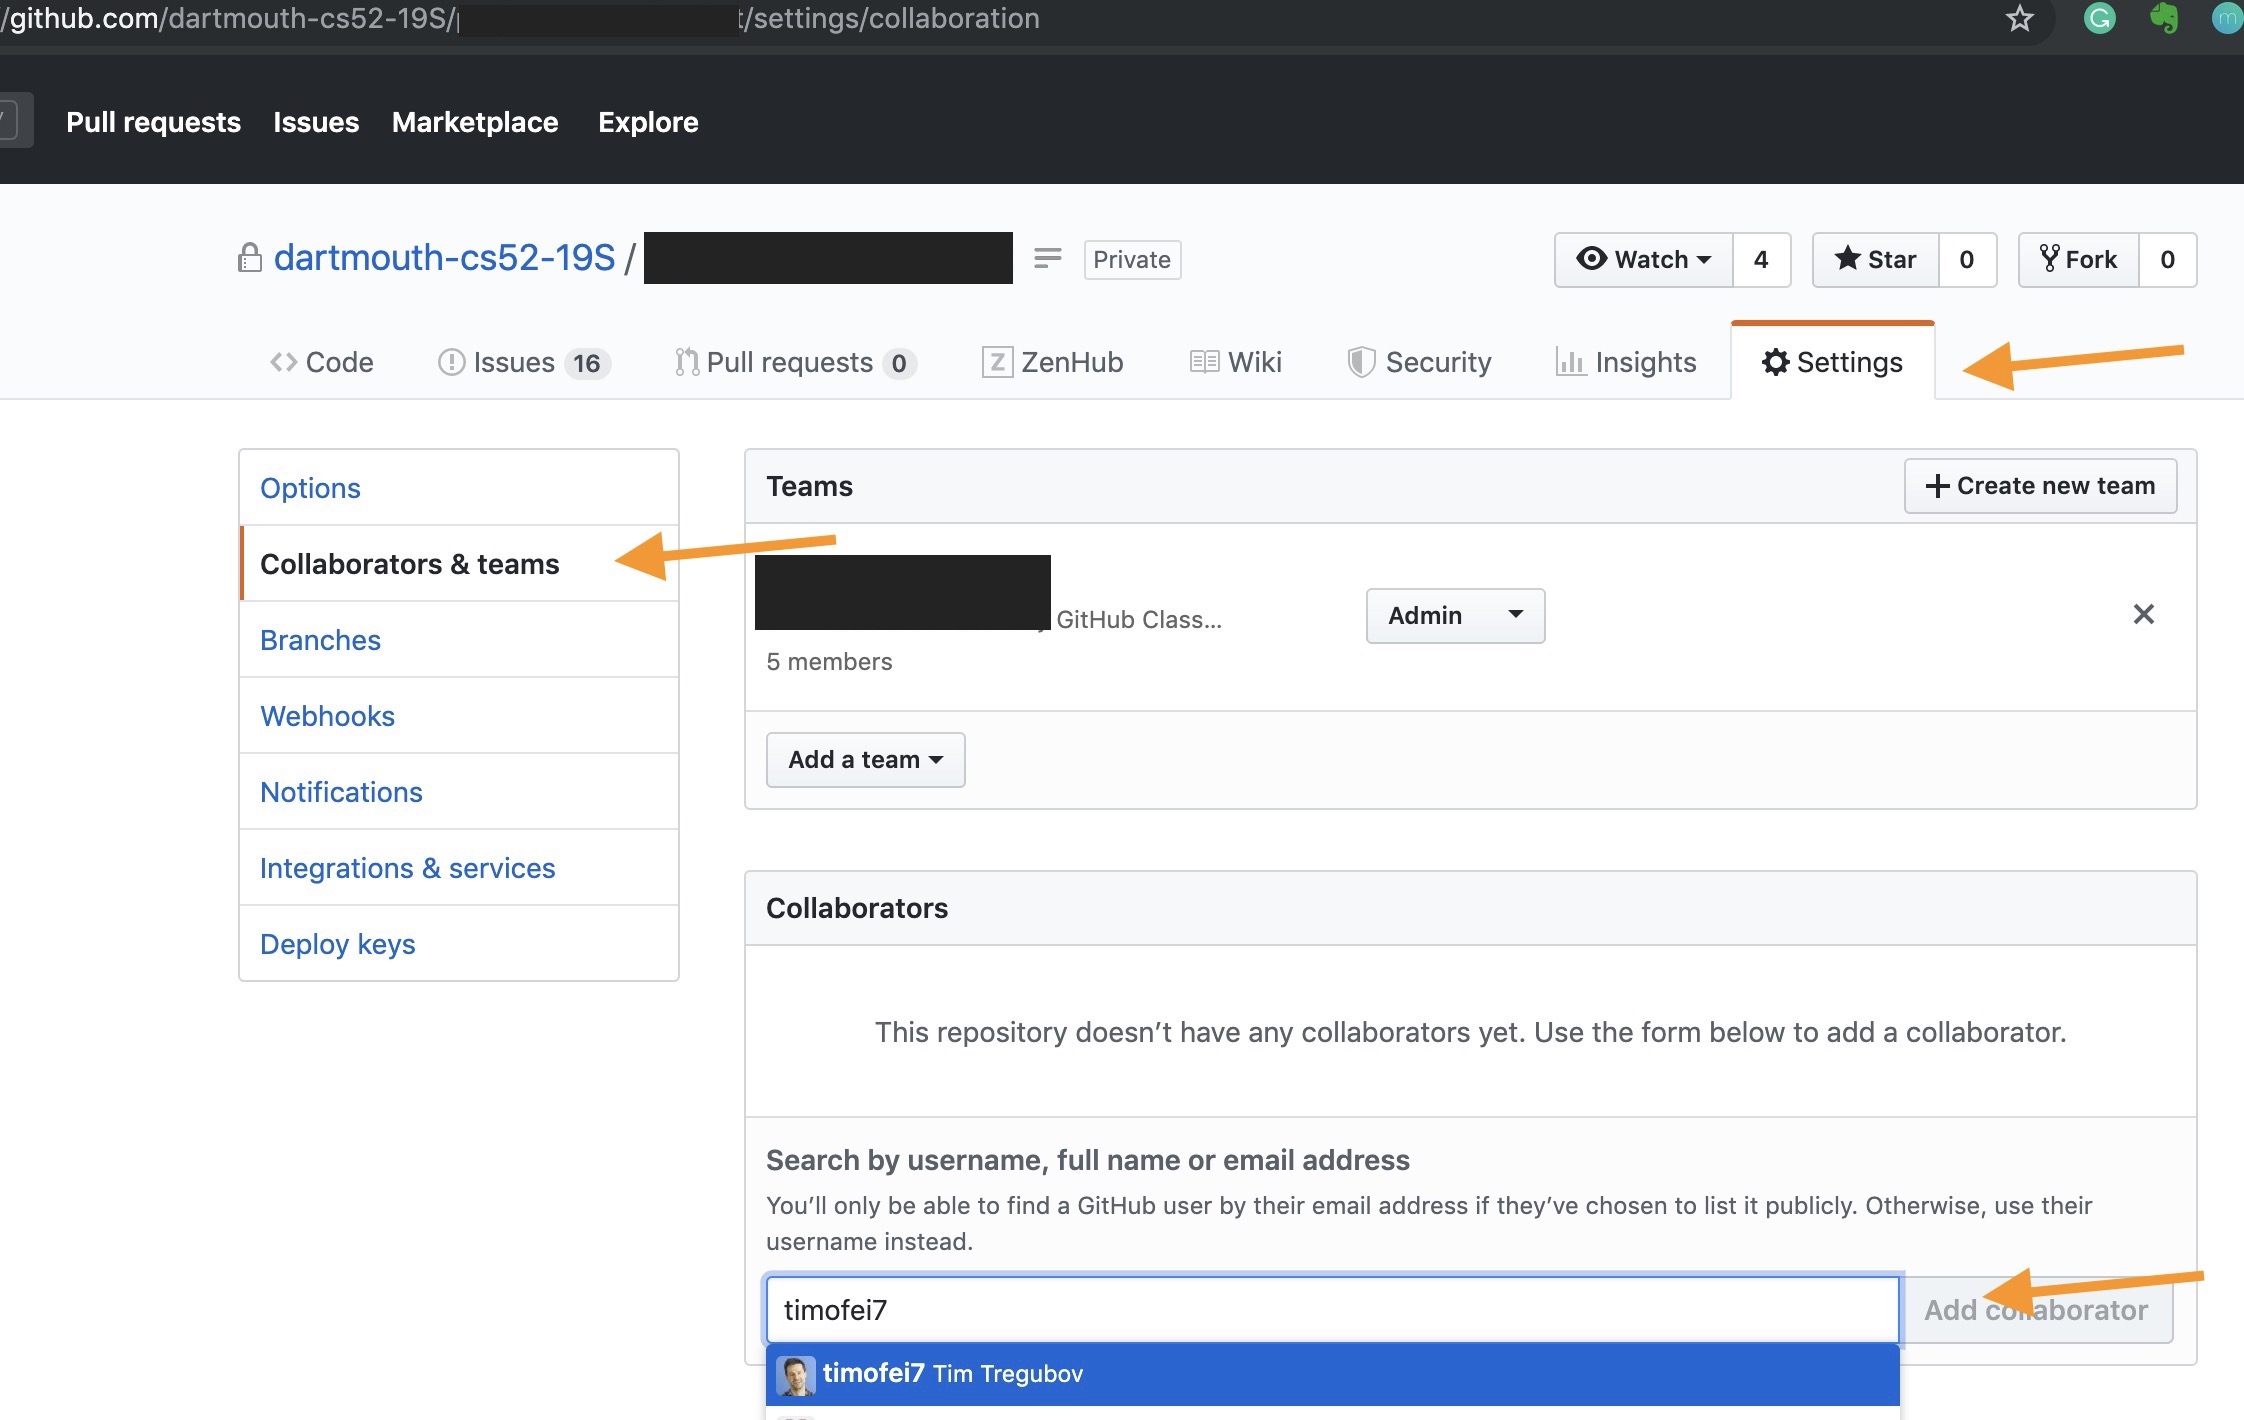 /github.com/dartmouth-cs52-19S/
t/settings/collaboration
Pull requests
Issues
Marketplace
Explore
dartmouth-cs52-19S /
Private
Watch
4
Star
0
Fork
0
Code
Issues 16
Pull requests 0
Z ZenHub
Wiki
Security
Insights
Settings
Options
Collaborators & teams
Branches
Webhooks
Notifications
Integrations & services
Deploy keys
Teams
Create new team
GitHub Class...
5 members
Admin
Add a team
Collaborators
This repository doesn’t have any collaborators yet. Use the form below to add a collaborator.
Search by username, full name or email address
You’ll only be able to find a GitHub user by their email address if they’ve chosen to list it publicly. Otherwise, use their
username instead.
timofei7
Add collaborator
timofei7 Tim Tregubov